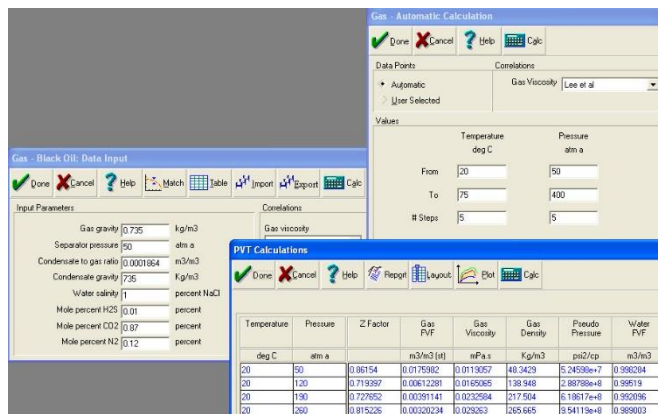 Gas - Automatic Calculation
Done Cancel Help Calc
Data Points Correlations
Automatic Gas Viscosity Lee et al
User Selected
Values
Temperature Pressure
deg C atm a
From 20 50
To 75 400
# Steps 5 5
Gas - Black Oil: Data Input
Done Cancel Help Match Table Import Export Calc
Input Parameters Correlations
Gas gravity 0.735 Kg/m3 Gas viscosity
Separator pressure 50 atm a
Condensate to gas ratio 0.0001864 m3/m3
Condensate gravity 735 Kg/m3
Water salinity 1 percent NaCl
Mole percent H2S 0.01 percent
Mole percent CO2 0.87 percent
Mole percent N2 0.12 percent
PVT Calculations
Done Cancel Help Report Layout Plot Calc
Temperature Pressure Z Factor Gas FVF Gas Viscosity Gas Density Pseudo Pressure Water FVF
deg C atm a m3/m3 (st) mPa.s Kg/m3 psi2/cp m3/m3
20 50 0.86154 0.0175982 0.0119057 48.3429 5.24598e+7 0.998284
20 120 0.719397 0.00612281 0.0165065 138.948 2.88788e+8 0.99519
20 190 0.727652 0.00391141 0.0232584 217.504 6.18617e+8 0.992096
20 260 0.815226 0.00320234 0.029263 265.665 9.54119e+8 0.989003